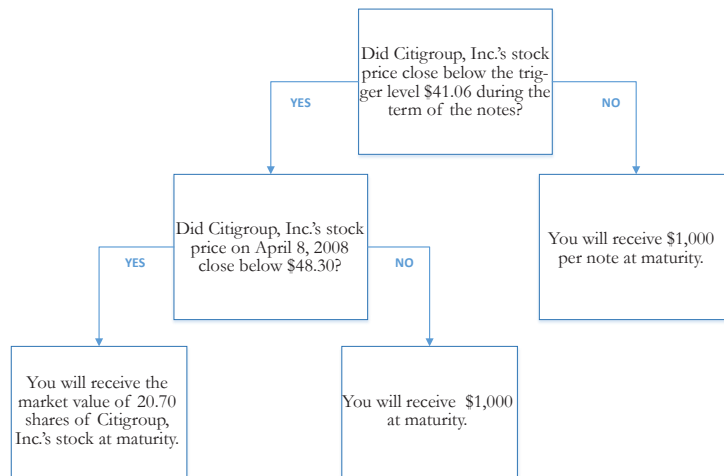 Did Citigroup, Inc.'s stock
price close below the trig-
ger level $41.06 during the
term of the notes?
YES
NO
Did Citigroup, Inc.'s stock
price on April 8, 2008
close below $48.30?
You will receive $1,000
per note at maturity.
YES
NO
You will receive the
market value of 20.70
shares of Citigroup,
Inc.'s stock at maturity.
You will receive $1,000
at maturity.